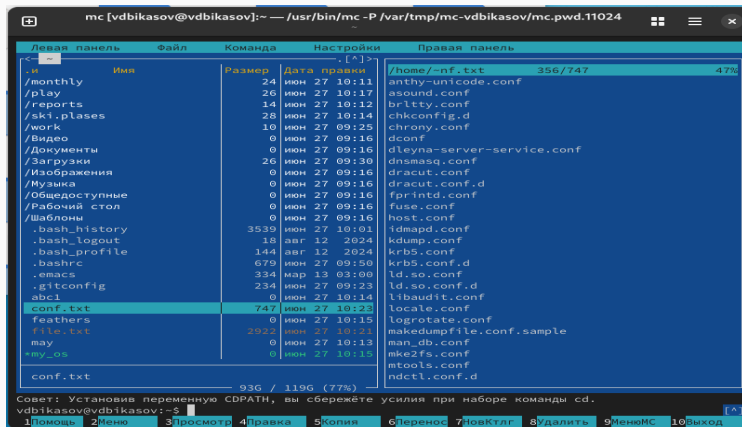 mc [vdbikasov@vdbikasov]:~ — /usr/bin/mc -P /var/tmp/mc-vdbikasov/mc.pwd.11024
~
Левая панель Файл Команда Настройки Правая панель
<— ~ .[^]>
.и Имя Размер Дата правки /home/~nf.txt 356/747 47%
/monthly 24 июн 27 10:11 anthy-unicode.conf
/play 26 июн 27 10:17 asound.conf
/reports 14 июн 27 10:12 brltty.conf
/ski.plases 28 июн 27 10:14 chkconfig.d
/work 10 июн 27 09:25 chrony.conf
/Видео 0 июн 27 09:16 dconf
/Документы 0 июн 27 09:16 dleyna-server-service.conf
/Загрузки 26 июн 27 09:30 dnsmasq.conf
/Изображения 0 июн 27 09:16 dracut.conf
/Музыка 0 июн 27 09:16 dracut.conf.d
/Общедоступные 0 июн 27 09:16 fprintd.conf
/Рабочий стол 0 июн 27 09:16 fuse.conf
/Шаблоны 0 июн 27 09:16 host.conf
.bash_history 3539 июн 27 10:01 idmapd.conf
.bash_logout 18 авг 12 2024 kdump.conf
.bash_profile 144 авг 12 2024 krb5.conf
.bashrc 679 июн 27 09:50 krb5.conf.d
.emacs 334 мар 13 03:00 ld.so.conf
.gitconfig 234 июн 27 09:23 ld.so.conf.d
abc1 0 июн 27 10:14 libaudit.conf
conf.txt 747 июн 27 10:23 locale.conf
feathers 0 июн 27 10:15 logrotate.conf
file.txt 2922 июн 27 10:21 makedumpfile.conf.sample
may 0 июн 27 10:13 man_db.conf
*my_os 0 июн 27 10:15 mke2fs.conf
mtools.conf
conf.txt ndctl.conf.d
93G / 119G (77%)
Совет: Установив переменную CDPATH, вы сбережёте усилия при наборе команды cd.
vdbikasov@vdbikasov:~$ [^]
1Помощь 2Меню 3Просмотр 4Правка 5Копия 6Перенос 7НовКтлг 8Удалить 9МенюMC 10Выход